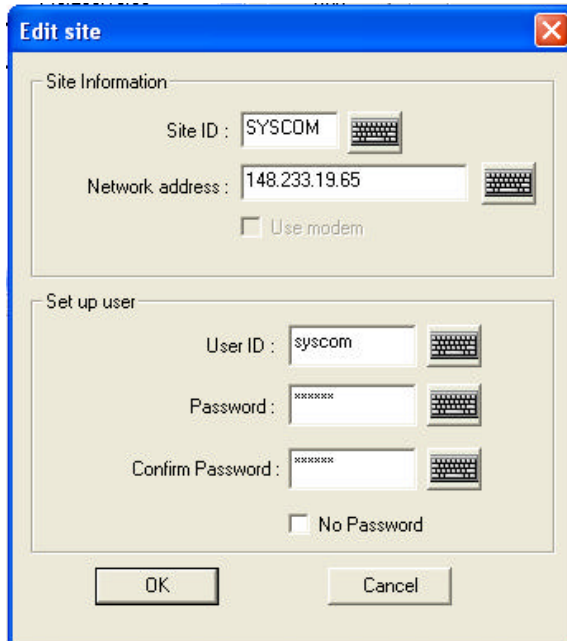 Edit site
Site Information
Site ID : SYSCOM
Network address : 148.233.19.65
Use modem
Set up user
User ID : syscom
Password : ******
Confirm Password : ******
No Password
OK Cancel